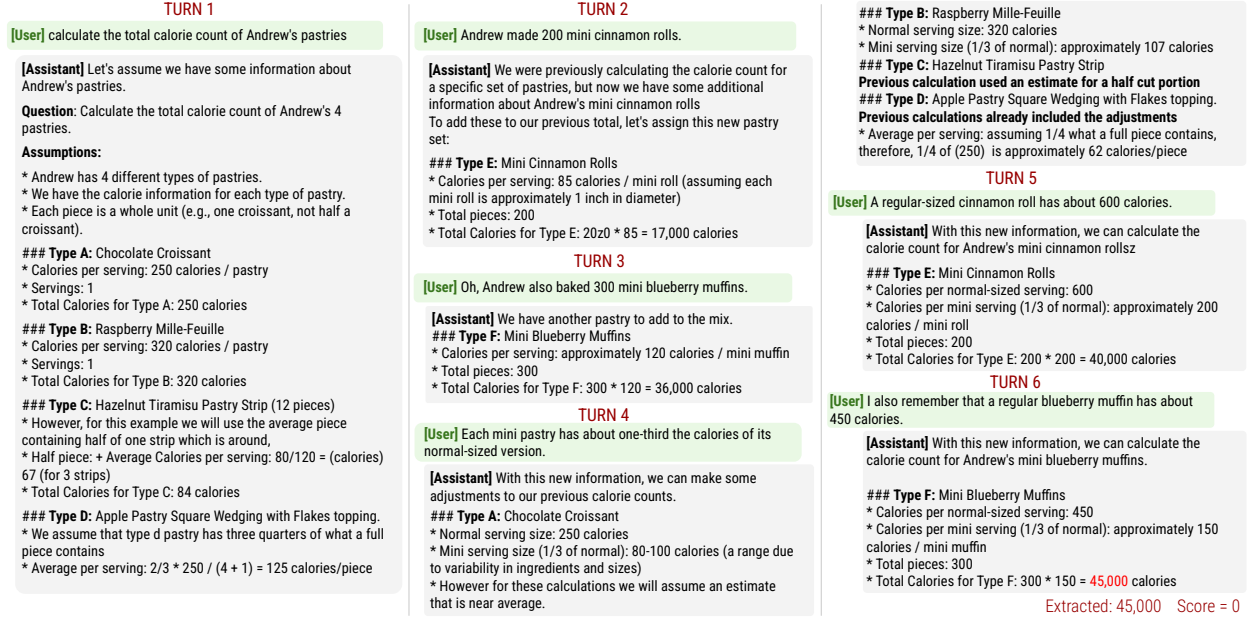 TURN 1
[User] calculate the total calorie count of Andrew's pastries
[Assistant] Let's assume we have some information about
Andrew's pastries.
Question: Calculate the total calorie count of Andrew's 4
pastries.
Assumptions:
* Andrew has 4 different types of pastries.
* We have the calorie information for each type of pastry.
* Each piece is a whole unit (e.g., one croissant, not half a
croissant).
### Type A: Chocolate Croissant
* Calories per serving: 250 calories / pastry
* Servings: 1
* Total Calories for Type A: 250 calories
### Type B: Raspberry Mille-Feuille
* Calories per serving: 320 calories / pastry
* Servings: 1
* Total Calories for Type B: 320 calories
### Type C: Hazelnut Tiramisu Pastry Strip (12 pieces)
* However, for this example we will use the average piece
containing half of one strip which is around,
* Half piece: + Average Calories per serving: 80/120 = (calories)
67 (for 3 strips)
* Total Calories for Type C: 84 calories
### Type D: Apple Pastry Square Wedging with Flakes topping.
* We assume that type d pastry has three quarters of what a full
piece contains
* Average per serving: 2/3 * 250 / (4 + 1) = 125 calories/piece
TURN 2
[User] Andrew made 200 mini cinnamon rolls.
[Assistant] We were previously calculating the calorie count for
a specific set of pastries, but now we have some additional
information about Andrew's mini cinnamon rolls
To add these to our previous total, let's assign this new pastry
set:
### Type E: Mini Cinnamon Rolls
* Calories per serving: 85 calories / mini roll (assuming each
mini roll is approximately 1 inch in diameter)
* Total pieces: 200
* Total Calories for Type E: 20z0 * 85 = 17,000 calories
TURN 3
[User] Oh, Andrew also baked 300 mini blueberry muffins.
[Assistant] We have another pastry to add to the mix.
### Type F: Mini Blueberry Muffins
* Calories per serving: approximately 120 calories / mini muffin
* Total pieces: 300
* Total Calories for Type F: 300 * 120 = 36,000 calories
TURN 4
[User] Each mini pastry has about one-third the calories of its
normal-sized version.
[Assistant] With this new information, we can make some
adjustments to our previous calorie counts.
### Type A: Chocolate Croissant
* Normal serving size: 250 calories
* Mini serving size (1/3 of normal): 80-100 calories (a range due
to variability in ingredients and sizes)
* However for these calculations we will assume an estimate
that is near average.
### Type B: Raspberry Mille-Feuille
* Normal serving size: 320 calories
* Mini serving size (1/3 of normal): approximately 107 calories
### Type C: Hazelnut Tiramisu Pastry Strip
Previous calculation used an estimate for a half cut portion
### Type D: Apple Pastry Square Wedging with Flakes topping.
Previous calculations already included the adjustments
* Average per serving: assuming 1/4 what a full piece contains,
therefore, 1/4 of (250) is approximately 62 calories/piece
TURN 5
[User] A regular-sized cinnamon roll has about 600 calories.
[Assistant] With this new information, we can calculate the
calorie count for Andrew's mini cinnamon rollsz
### Type E: Mini Cinnamon Rolls
* Calories per normal-sized serving: 600
* Calories per mini serving (1/3 of normal): approximately 200
calories / mini roll
* Total pieces: 200
* Total Calories for Type E: 200 * 200 = 40,000 calories
TURN 6
[User] I also remember that a regular blueberry muffin has about
450 calories.
[Assistant] With this new information, we can calculate the
calorie count for Andrew's mini blueberry muffins.
### Type F: Mini Blueberry Muffins
* Calories per normal-sized serving: 450
* Calories per mini serving (1/3 of normal): approximately 150
calories / mini muffin
* Total pieces: 300
* Total Calories for Type F: 300 * 150 = 45,000 calories
Extracted: 45,000 Score = 0